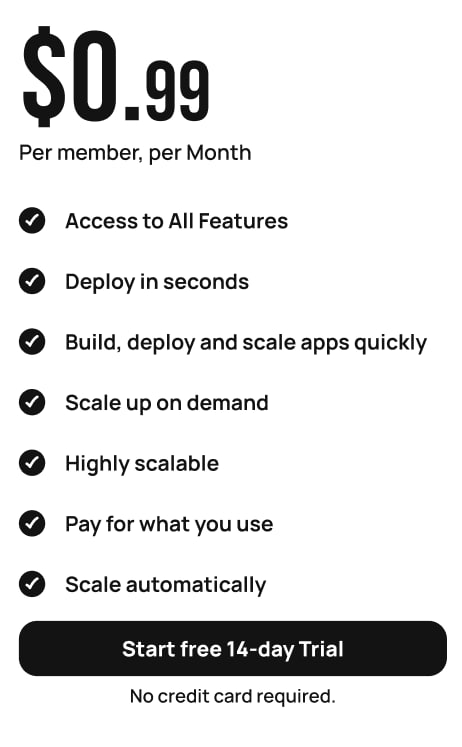 $0.99
Per member, per Month
Access to All Features
Deploy in seconds
Build, deploy and scale apps quickly
Scale up on demand
Highly scalable
Pay for what you use
Scale automatically
Start free 14-day Trial
No credit card required.